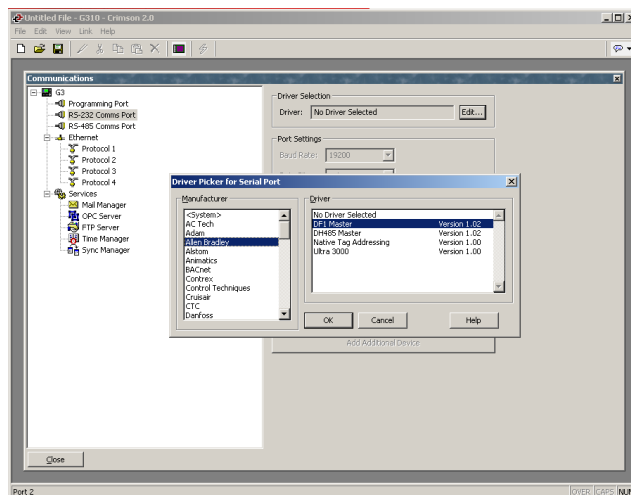 Untitled File - G310 - Crimson 2.0
File Edit View Link Help
Communications
G3
Programming Port
RS-232 Comms Port
RS-485 Comms Port
Ethernet
Protocol 1
Protocol 2
Protocol 3
Protocol 4
Services
Mail Manager
OPC Server
FTP Server
Time Manager
Sync Manager
Driver Selection
Driver: No Driver Selected Edit...
Port Settings
Baud Rate: 19200
Driver Picker for Serial Port
Manufacturer
<System>
AC Tech
Adam
Allen Bradley
Alstom
Animatics
BACnet
Contrex
Control Techniques
Cruisair
CTC
Danfoss
Driver
No Driver Selected
DF1 Master Version 1.02
DH485 Master Version 1.02
Native Tag Addressing Version 1.00
Ultra 3000 Version 1.00
OK Cancel Help
Add Additional Device
Close
Port 2 OVER CAPS NUM